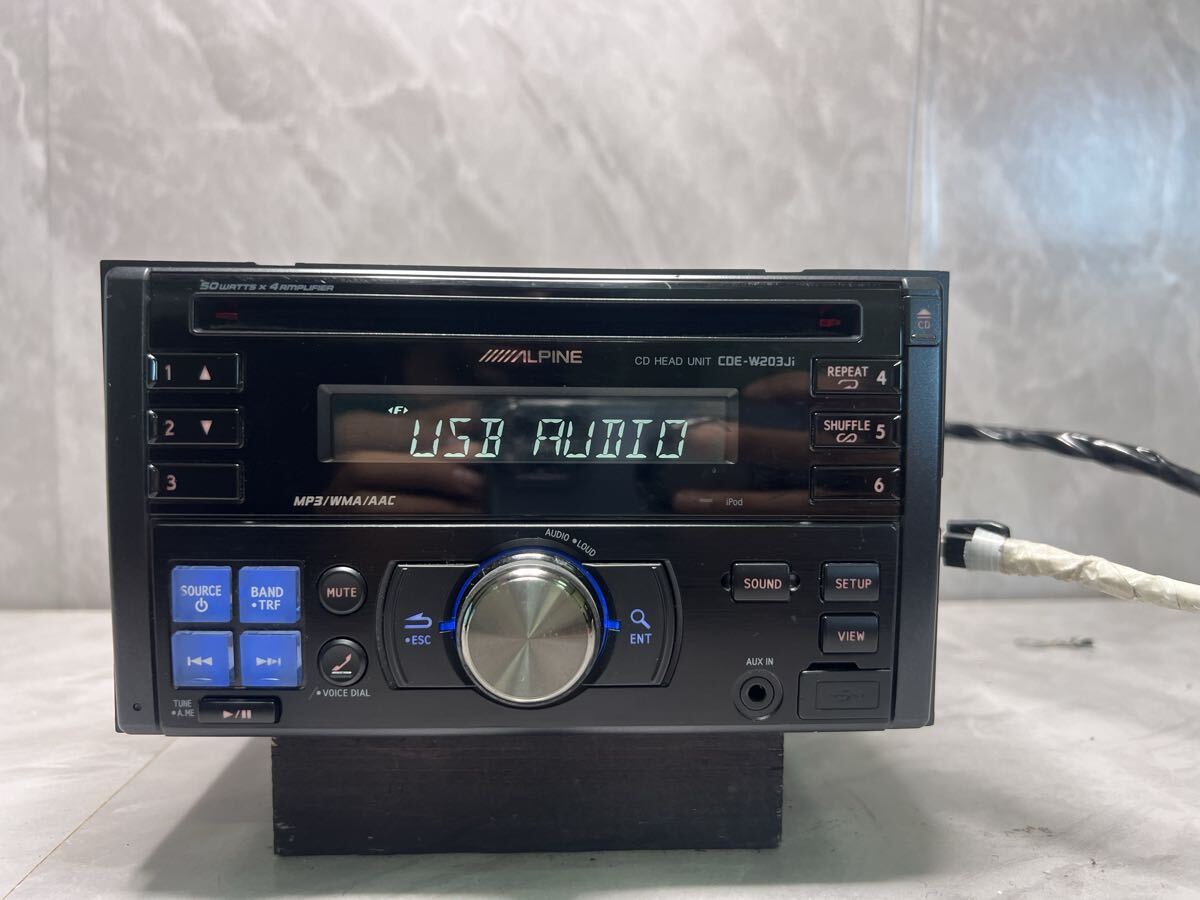 50WATTS × 4 AMPLIFIER
CD
ALPINE
CD HEAD UNIT CDE-W203Ji
1
2
3
F
USB AUDIO
REPEAT 4
SHUFFLE 5
6
MP3/WMA/AAC
iPod
AUDIO •LOUD
SOURCE
BAND
•TRF
MUTE
•ESC
ENT
SOUND
SETUP
VIEW
•VOICE DIAL
AUX IN
TUNE
•A.ME